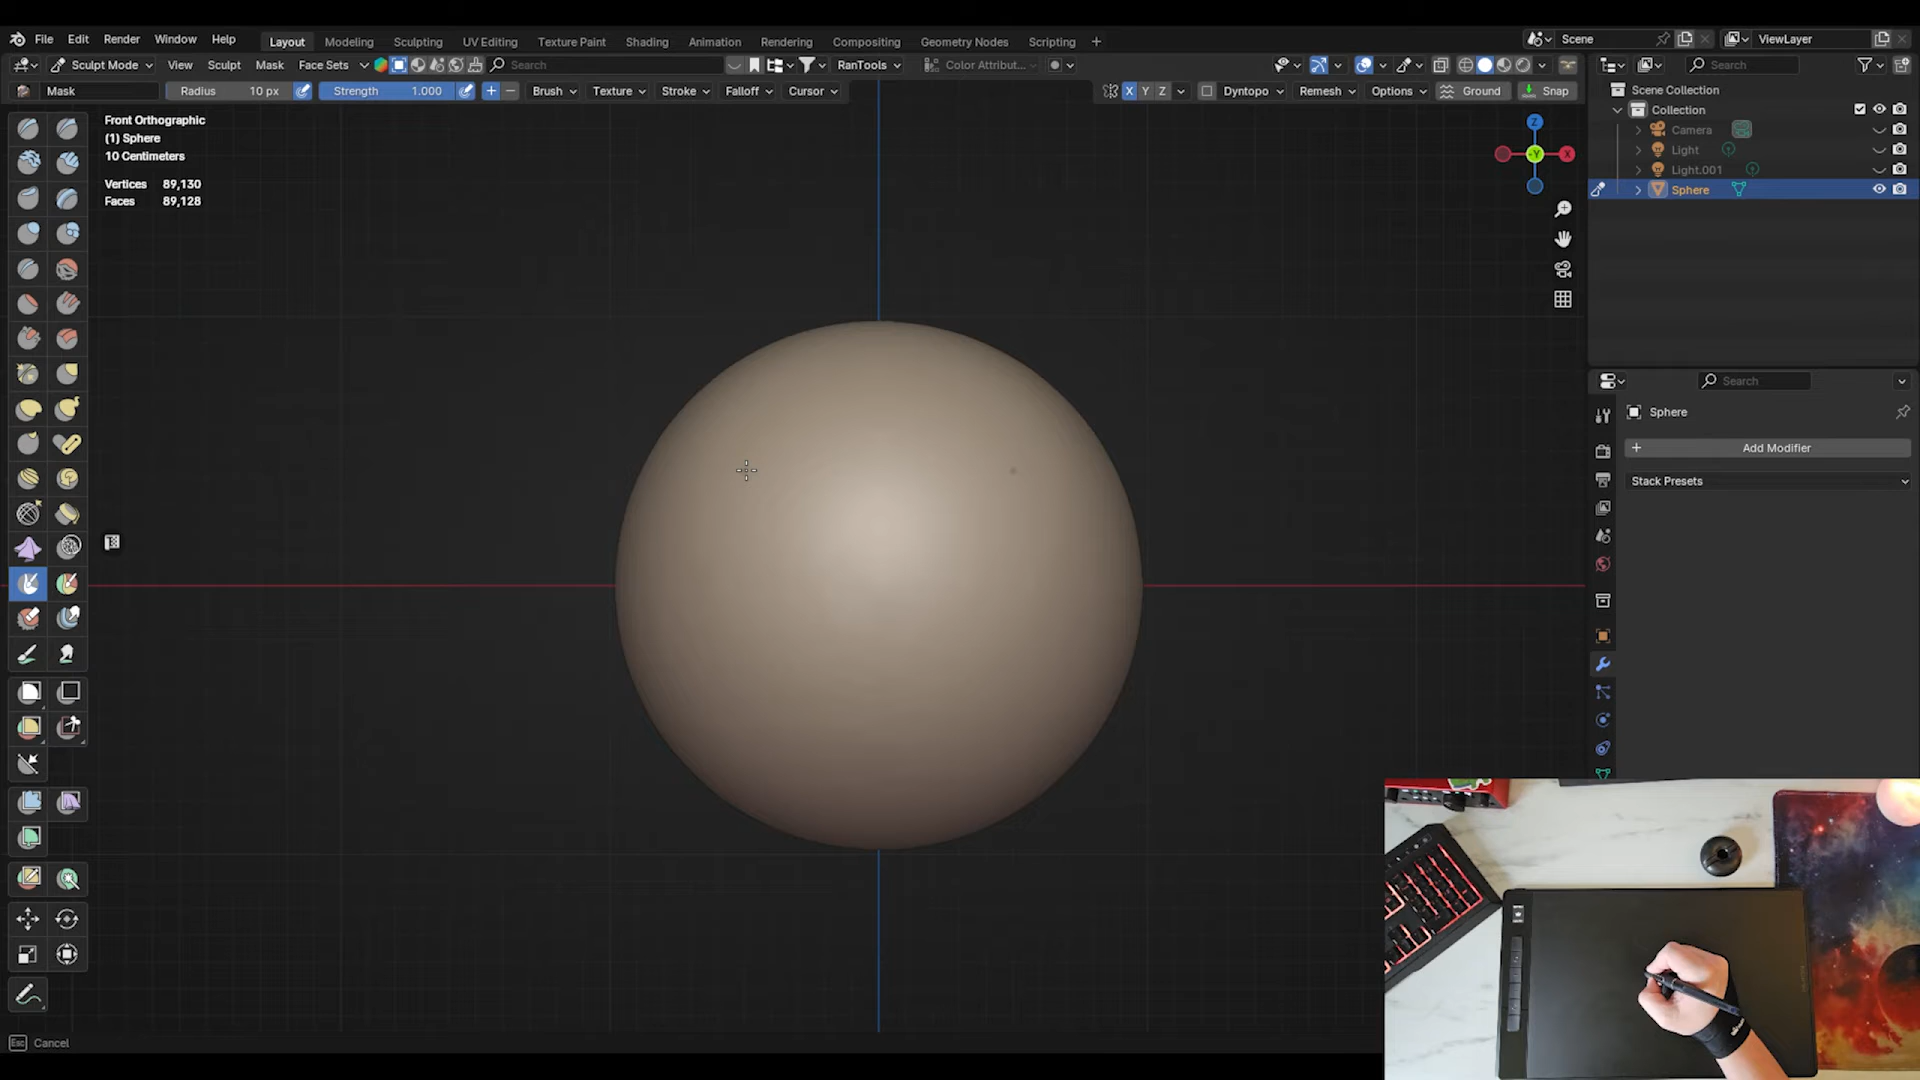 File Edit Render Window Help Layout Modeling Sculpting UV Editing Texture Paint Shading Animation Rendering Compositing Geometry Nodes Scripting + Scene ViewLayer
Sculpt Mode View Sculpt Mask Face Sets Search RanTools Color Attribut... Search
Mask Radius 10 px Strength 1.000 + − Brush Texture Stroke Falloff Cursor X Y Z Dyntopo Remesh Options Ground Snap
Scene Collection
Collection
Camera
Light
Light.001
Sphere
Front Orthographic
(1) Sphere
10 Centimeters
Vertices 89,130
Faces 89,128
Z
-Y X
Search
Sphere
+ Add Modifier
Stack Presets
Esc Cancel